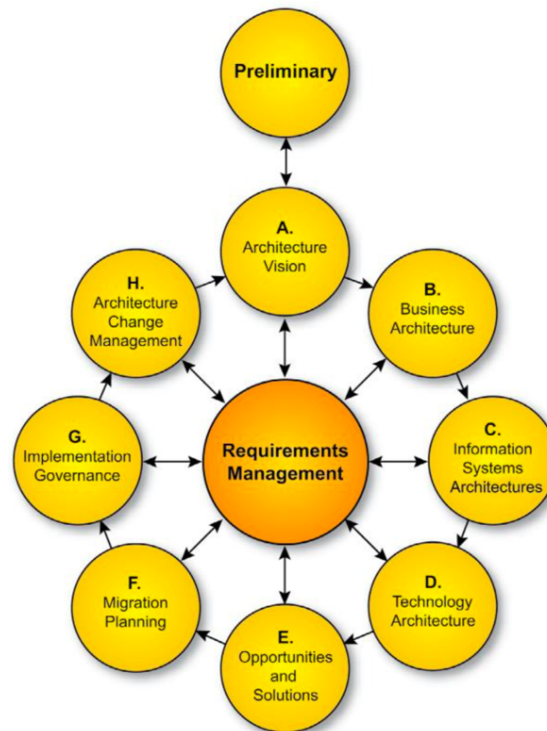 Preliminary
A.
Architecture
Vision
B.
Business
Architecture
C.
Information
Systems
Architectures
D.
Technology
Architecture
E.
Opportunities
and
Solutions
F.
Migration
Planning
G.
Implementation
Governance
H.
Architecture
Change
Management
Requirements
Management